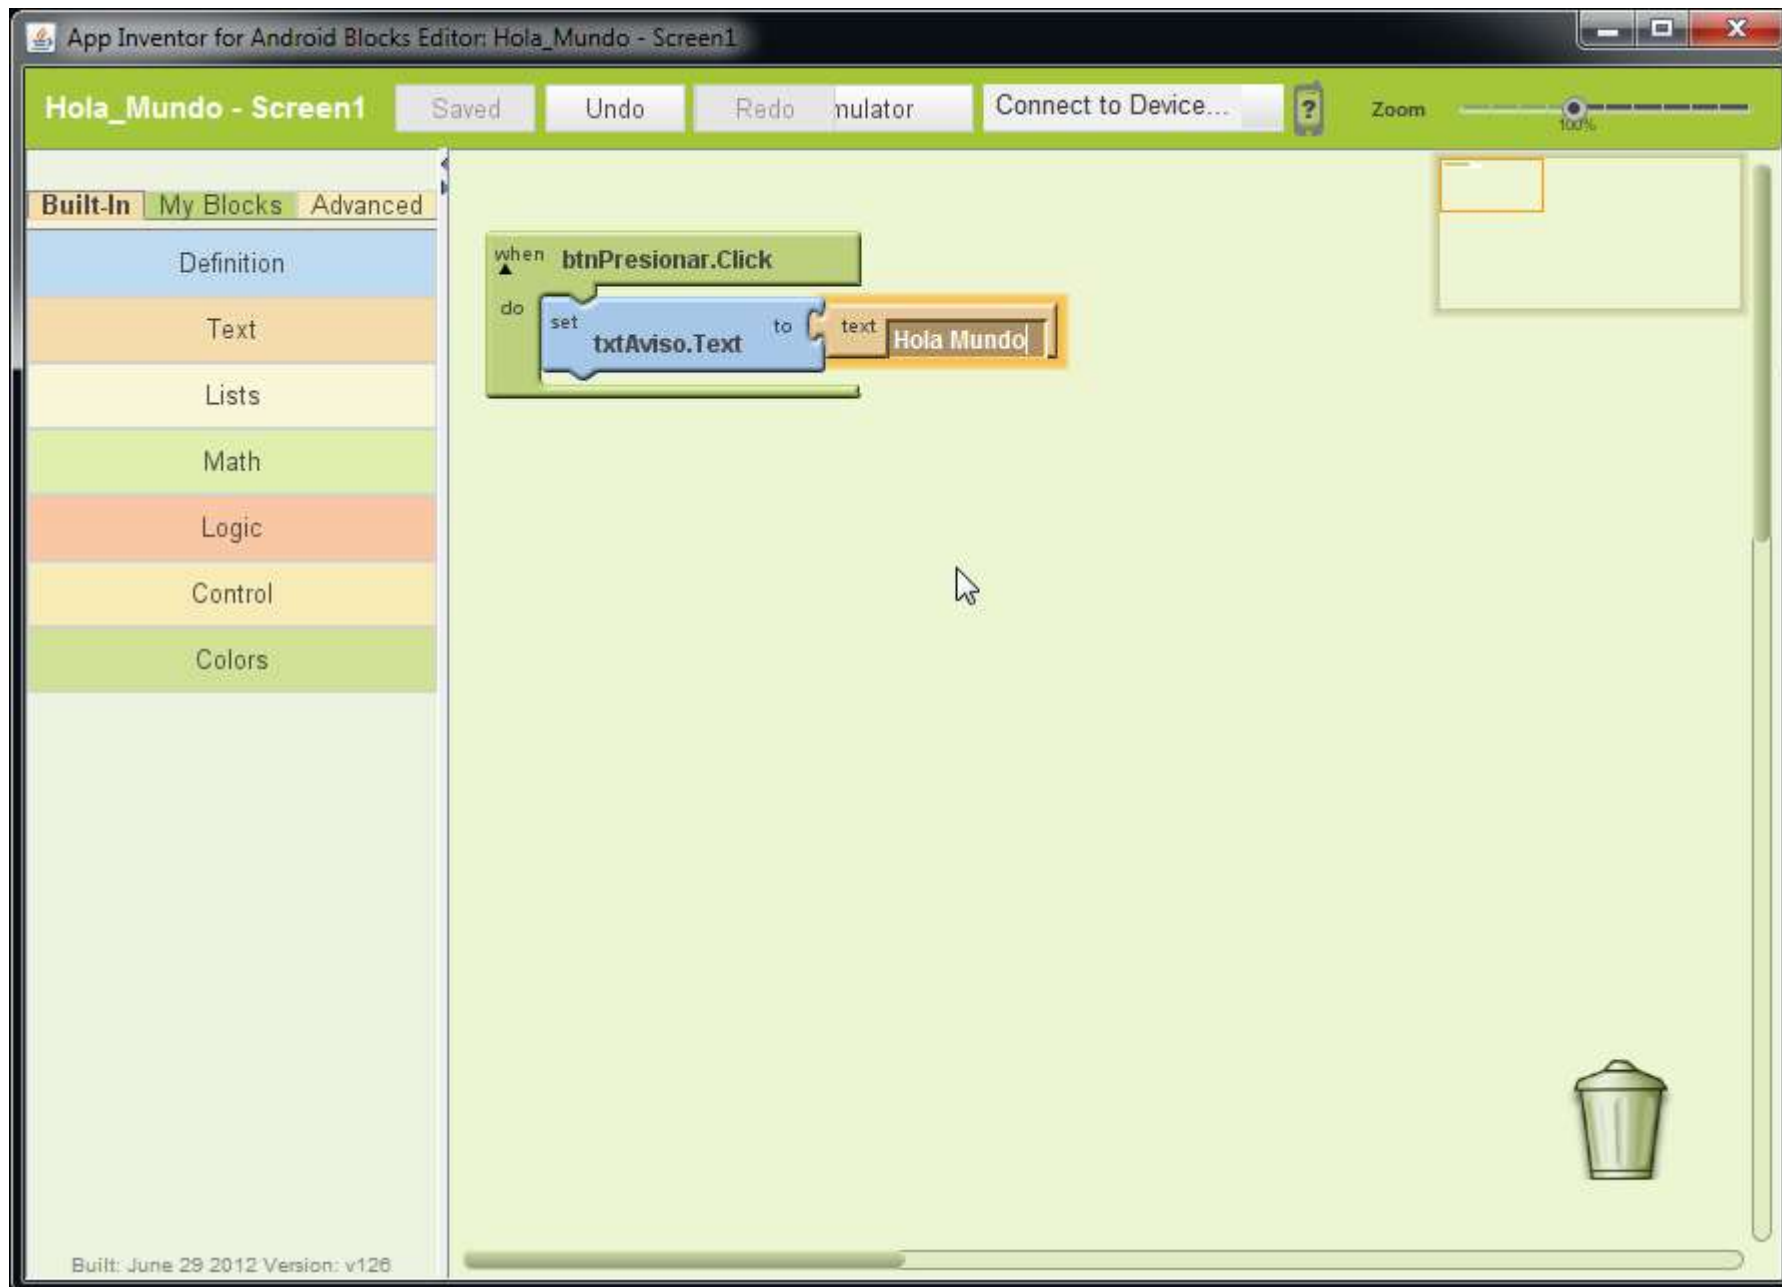 App Inventor for Android Blocks Editor: Hola_Mundo - Screen1
Hola_Mundo - Screen1 Saved Undo Redo mulator Connect to Device... ? Zoom 100%
Built-In My Blocks Advanced
Definition
Text
Lists
Math
Logic
Control
Colors
when btnPresionar.Click
do set txtAviso.Text to text Hola Mundo
Built: June 29 2012 Version: v126